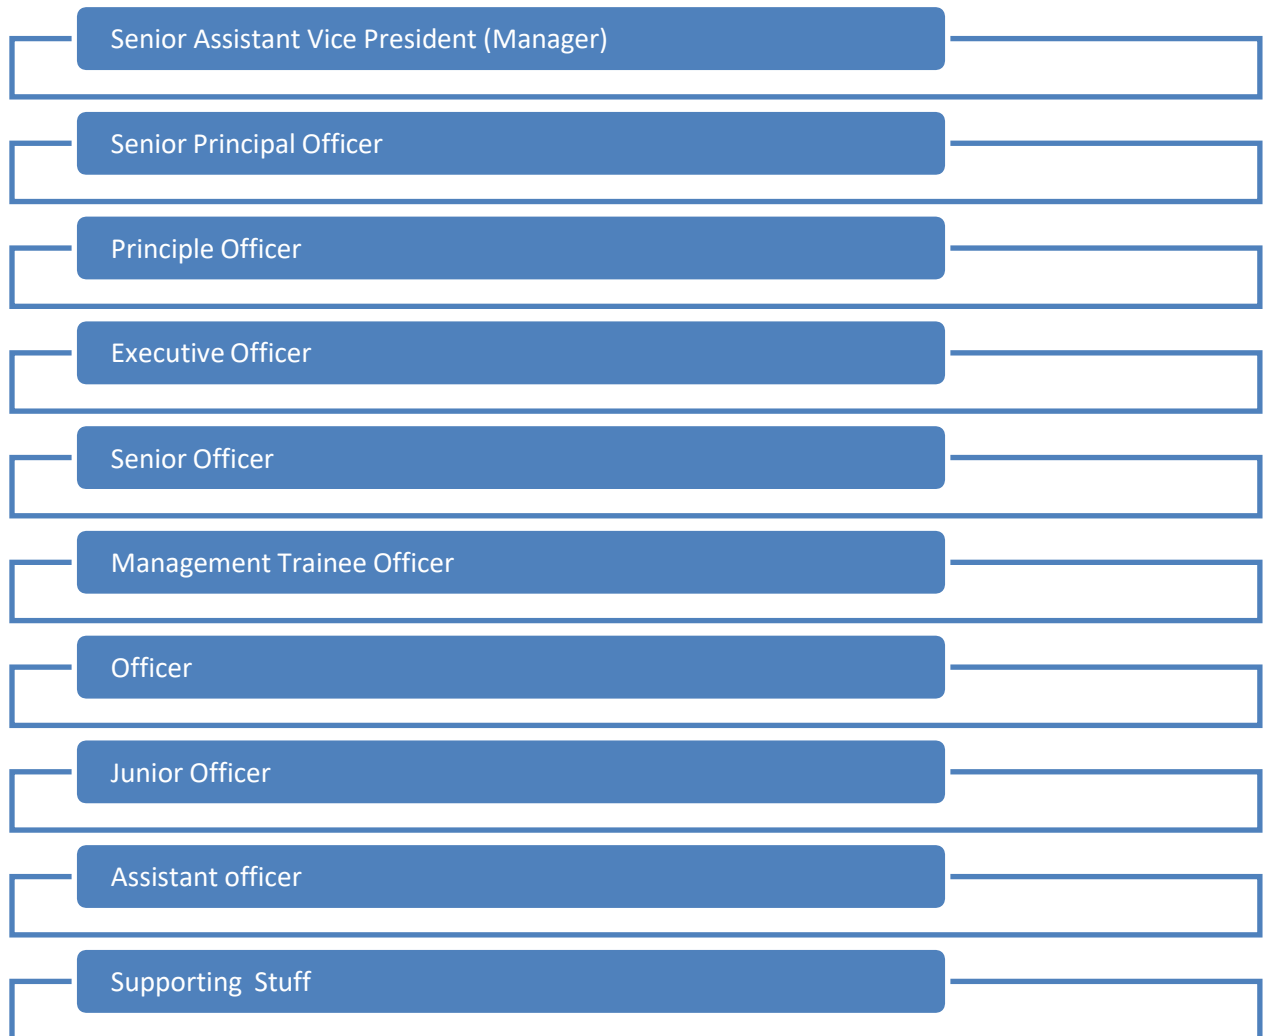 Senior Assistant Vice President (Manager)
Senior Principal Officer
Principle Officer
Executive Officer
Senior Officer
Management Trainee Officer
Officer
Junior Officer
Assistant officer
Supporting  Stuff